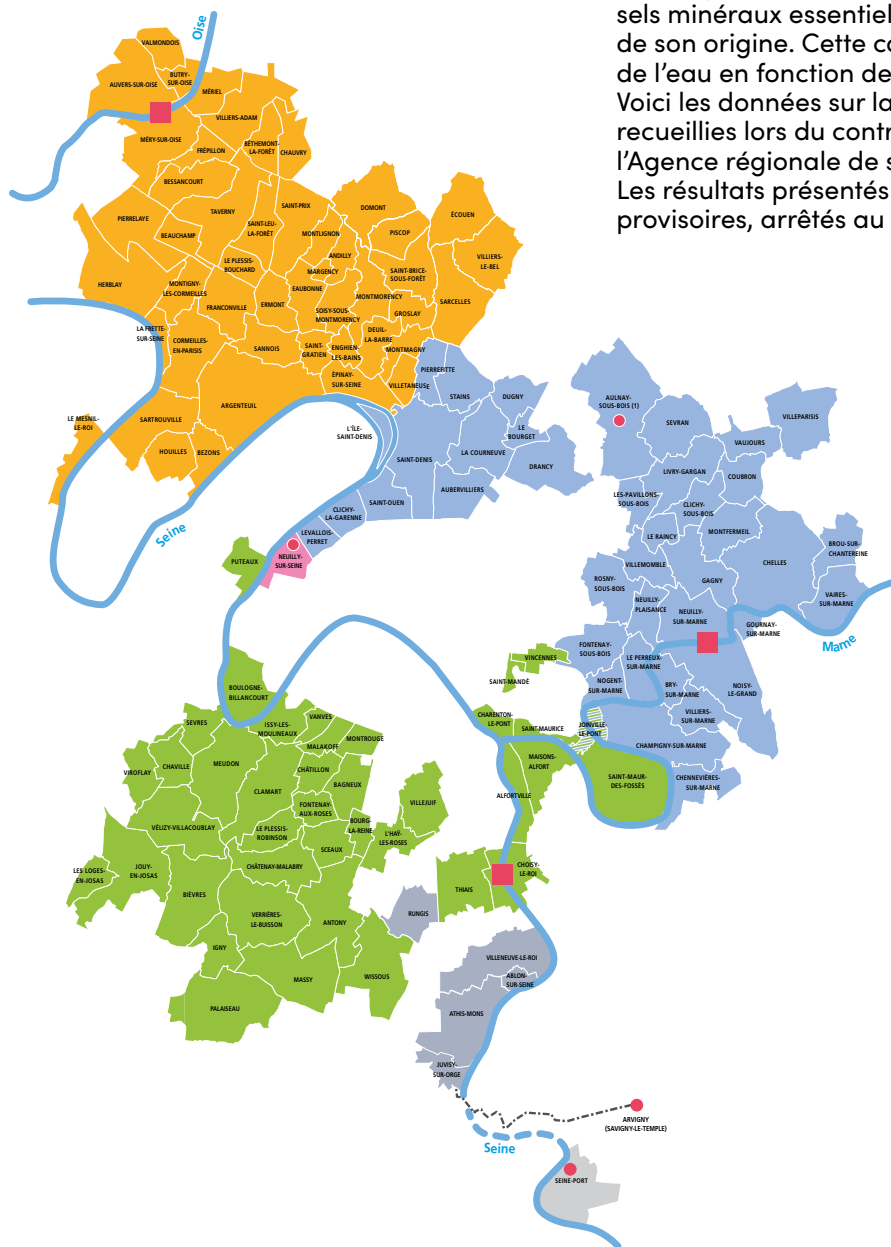 sels minéraux essentiel
de son origine. Cette co
de l'eau en fonction de
Voici les données sur la
recueillies lors du contr
l'Agence régionale de s
Les résultats présentés
provisoires, arrêtés au
Oise
VALMONDOIS
BUTRY-
SUR-OISE
AUVERS-SUR-OISE
MÉRIEL
VILLIERS-ADAM
MÉRY-SUR-OISE
FRÉPILLON
BÉTHEMONT-
LA-FORÊT
CHAUVRY
BESSANCOURT
PIERRELAYE
TAVERNY
SAINT-PRIX
DOMONT
ÉCOUEN
BEAUCHAMP
SAINT-LEU-
LA-FORÊT
MONTLIGNON
PISCOP
ANDILLY
VILLIERS-
LE-BEL
LE PLESSIS-
BOUCHARD
MARGENCY
SAINT-BRICE-
SOUS-FORÊT
HERBLAY
MONTIGNY-
LES-CORMEILLES
EAUBONNE
MONTMORENCY
SARCELLES
FRANCONVILLE
ERMONT
SOISY-SOUS-
MONTMORENCY
GROSLAY
LA FRETTE-
SUR-SEINE
CORMEILLES-
EN-PARISIS
SANNOIS
SAINT-
GRATIEN
ENGHIEN-
LES-BAINS
DEUIL-
LA-BARRE
MONTMAGNY
ÉPINAY-
SUR-SEINE
VILLETANEUSE
PIERREFITTE
STAINS
DUGNY
LE
BOURGET
AULNAY-
SOUS-BOIS (1)
SEVRAN
VILLEPARISIS
VAUJOURS
LE MESNIL-
LE-ROI
SARTROUVILLE
ARGENTEUIL
HOUILLES
BEZONS
L'ÎLE-
SAINT-DENIS
SAINT-DENIS
LA COURNEUVE
DRANCY
LIVRY-GARGAN
COUBRON
AUBERVILLIERS
SAINT-OUEN
CLICHY-
LA-GARENNE
LEVALLOIS-
PERRET
LES-PAVILLONS-
SOUS-BOIS
CLICHY-
SOUS-BOIS
Seine
NEUILLY-
SUR-SEINE
PUTEAUX
LE RAINCY
MONTFERMEIL
CHELLES
BROU-SUR-
CHANTEREINE
VILLEMOMBLE
ROSNY-
SOUS-BOIS
GAGNY
NEUILLY-
PLAISANCE
NEUILLY-
SUR-MARNE
VAIRES-
SUR-MARNE
GOURNAY-
SUR-MARNE
Marne
FONTENAY-
SOUS-BOIS
LE PERREUX-
SUR-MARNE
VINCENNES
SAINT-MANDÉ
NOGENT-
SUR-MARNE
BRY-
SUR-MARNE
NOISY-
LE-GRAND
BOULOGNE-
BILLANCOURT
CHARENTON-
LE-PONT
SAINT-MAURICE
JOINVILLE-
LE-PONT
VILLIERS-
SUR-MARNE
CHAMPIGNY-SUR-MARNE
SEVRES
ISSY-LES-
MOULINEAUX
VANVES
MALAKOFF
MONTROUGE
MAISONS-
ALFORT
SAINT-MAUR-
DES-FOSSÉS
CHENNEVIÈRES-
SUR-MARNE
VIROFLAY
CHAVILLE
MEUDON
CHÂTILLON
BAGNEUX
CLAMART
ALFORTVILLE
VILLEJUIF
FONTENAY-
AUX-ROSES
BOURG-
LA-REINE
L'HAŸ-
LES-ROSES
VÉLIZY-VILLACOUBLAY
LE PLESSIS-
ROBINSON
SCEAUX
LES LOGES-
EN-JOSAS
JOUY-
EN-JOSAS
CHÂTENAY-MALABRY
CHOISY-
LE-ROI
THIAIS
BIÈVRES
VERRIÈRES-
LE-BUISSON
ANTONY
RUNGIS
IGNY
MASSY
WISSOUS
VILLENEUVE-LE-ROI
ABLON-
SUR-SEINE
PALAISEAU
ATHIS-MONS
JUVISY-
SUR-ORGE
ARVIGNY
(SAVIGNY-LE-TEMPLE)
Seine
SEINE-PORT